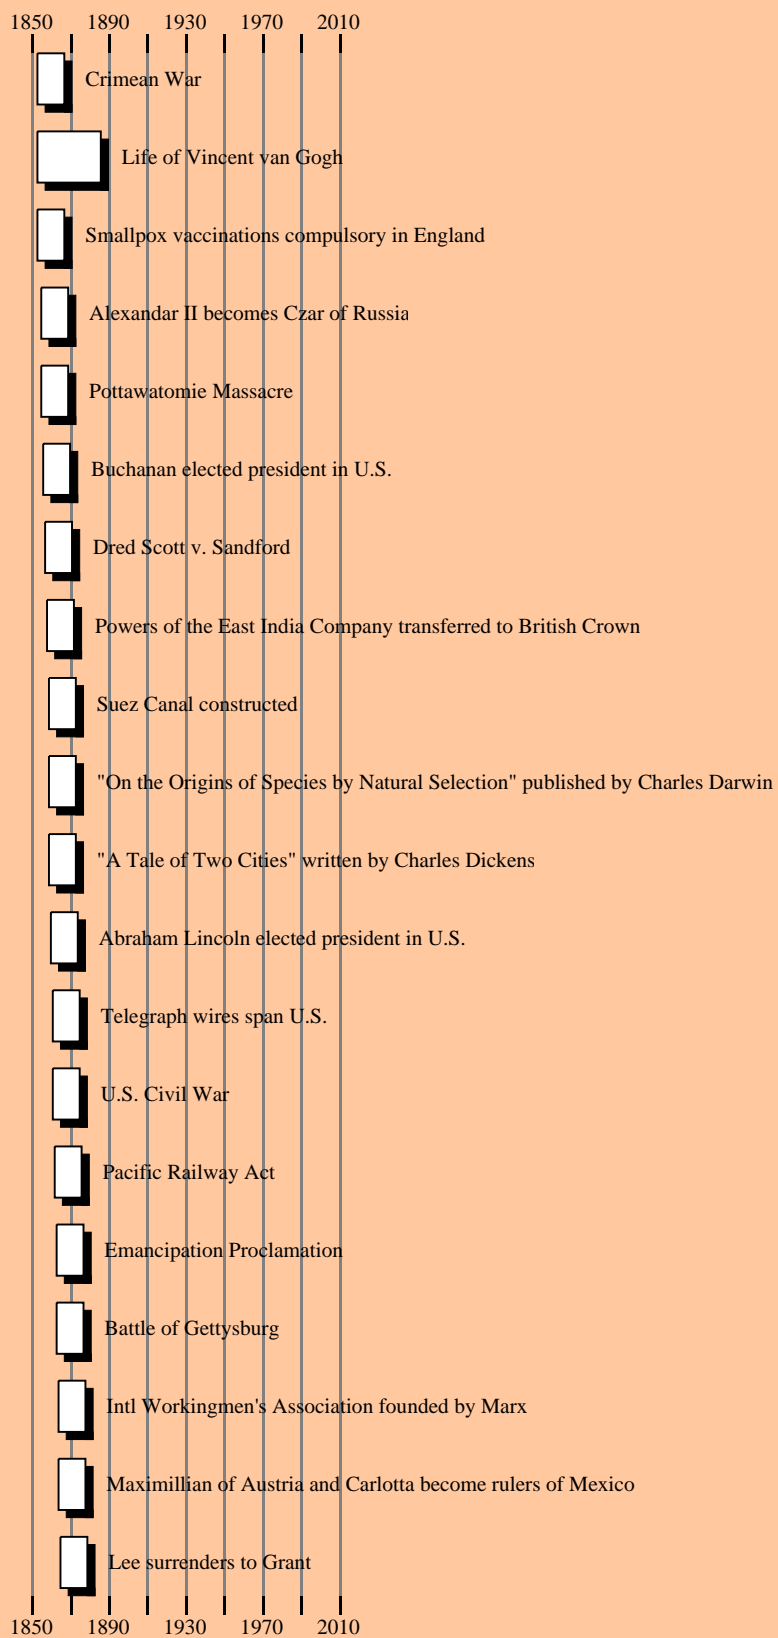 1850 1890 1930 1970 2010
Crimean War
Life of Vincent van Gogh
Smallpox vaccinations compulsory in England
Alexandar II becomes Czar of Russia
Pottawatomie Massacre
Buchanan elected president in U.S.
Dred Scott v. Sandford
Powers of the East India Company transferred to British Crown
Suez Canal constructed
"On the Origins of Species by Natural Selection" published by Charles Darwin
"A Tale of Two Cities" written by Charles Dickens
Abraham Lincoln elected president in U.S.
Telegraph wires span U.S.
U.S. Civil War
Pacific Railway Act
Emancipation Proclamation
Battle of Gettysburg
Intl Workingmen's Association founded by Marx
Maximillian of Austria and Carlotta become rulers of Mexico
Lee surrenders to Grant
1850 1890 1930 1970 2010